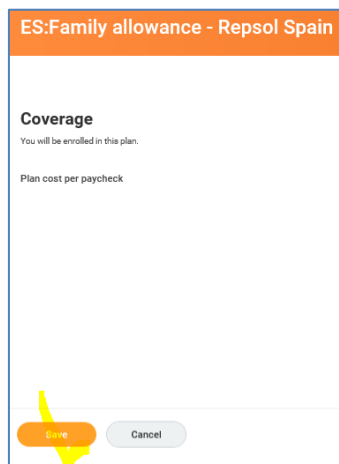 ES:Family allowance - Repsol Spain
Coverage
You will be enrolled in this plan.
Plan cost per paycheck
Save
Cancel